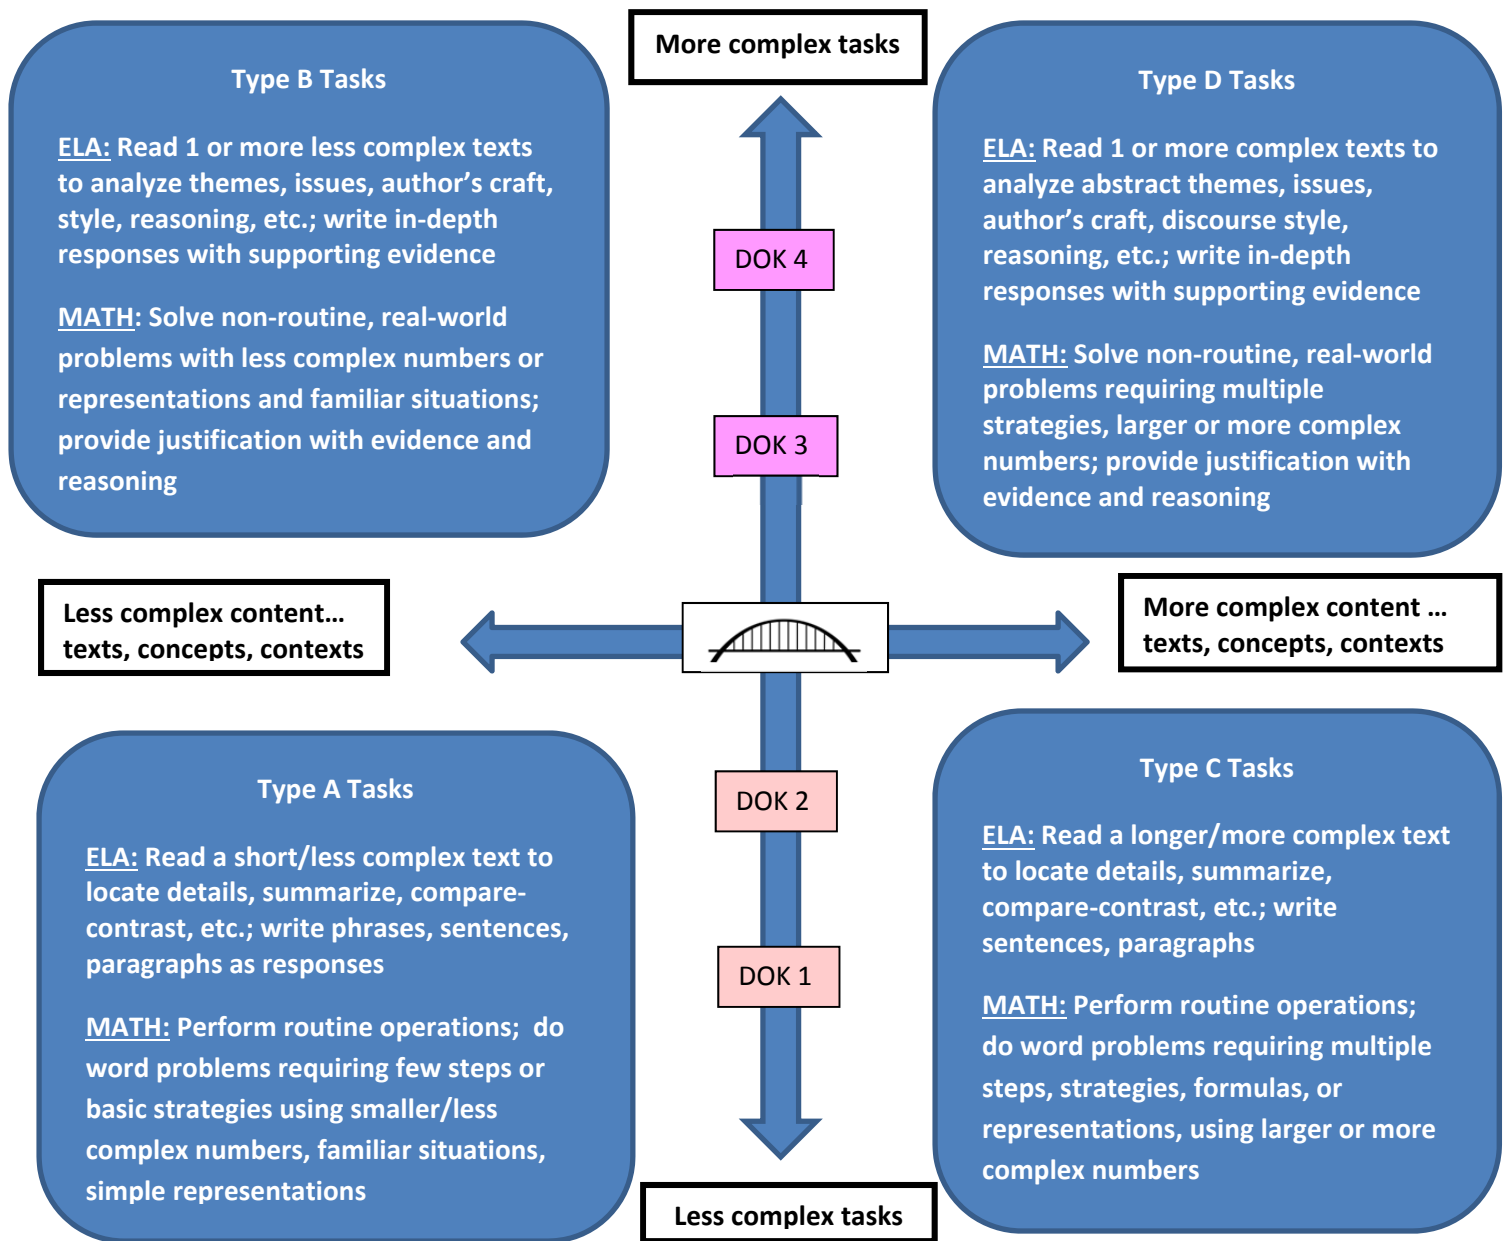 More complex tasks
Type B Tasks
ELA: Read 1 or more less complex texts
to analyze themes, issues, author’s craft,
style, reasoning, etc.; write in-depth
responses with supporting evidence
MATH: Solve non-routine, real-world
problems with less complex numbers or
representations and familiar situations;
provide justification with evidence and
reasoning
Type D Tasks
ELA: Read 1 or more complex texts to
analyze abstract themes, issues,
author’s craft, discourse style,
reasoning, etc.; write in-depth
responses with supporting evidence
MATH: Solve non-routine, real-world
problems requiring multiple
strategies, larger or more complex
numbers; provide justification with
evidence and reasoning
DOK 4
DOK 3
Less complex content…
texts, concepts, contexts
More complex content …
texts, concepts, contexts
Type A Tasks
ELA: Read a short/less complex text to
locate details, summarize, compare-
contrast, etc.; write phrases, sentences,
paragraphs as responses
MATH: Perform routine operations;  do
word problems requiring few steps or
basic strategies using smaller/less
complex numbers, familiar situations,
simple representations
DOK 2
DOK 1
Type C Tasks
ELA: Read a longer/more complex text
to locate details, summarize,
compare-contrast, etc.; write
sentences, paragraphs
MATH: Perform routine operations;
do word problems requiring multiple
steps, strategies, formulas, or
representations, using larger or more
complex numbers
Less complex tasks